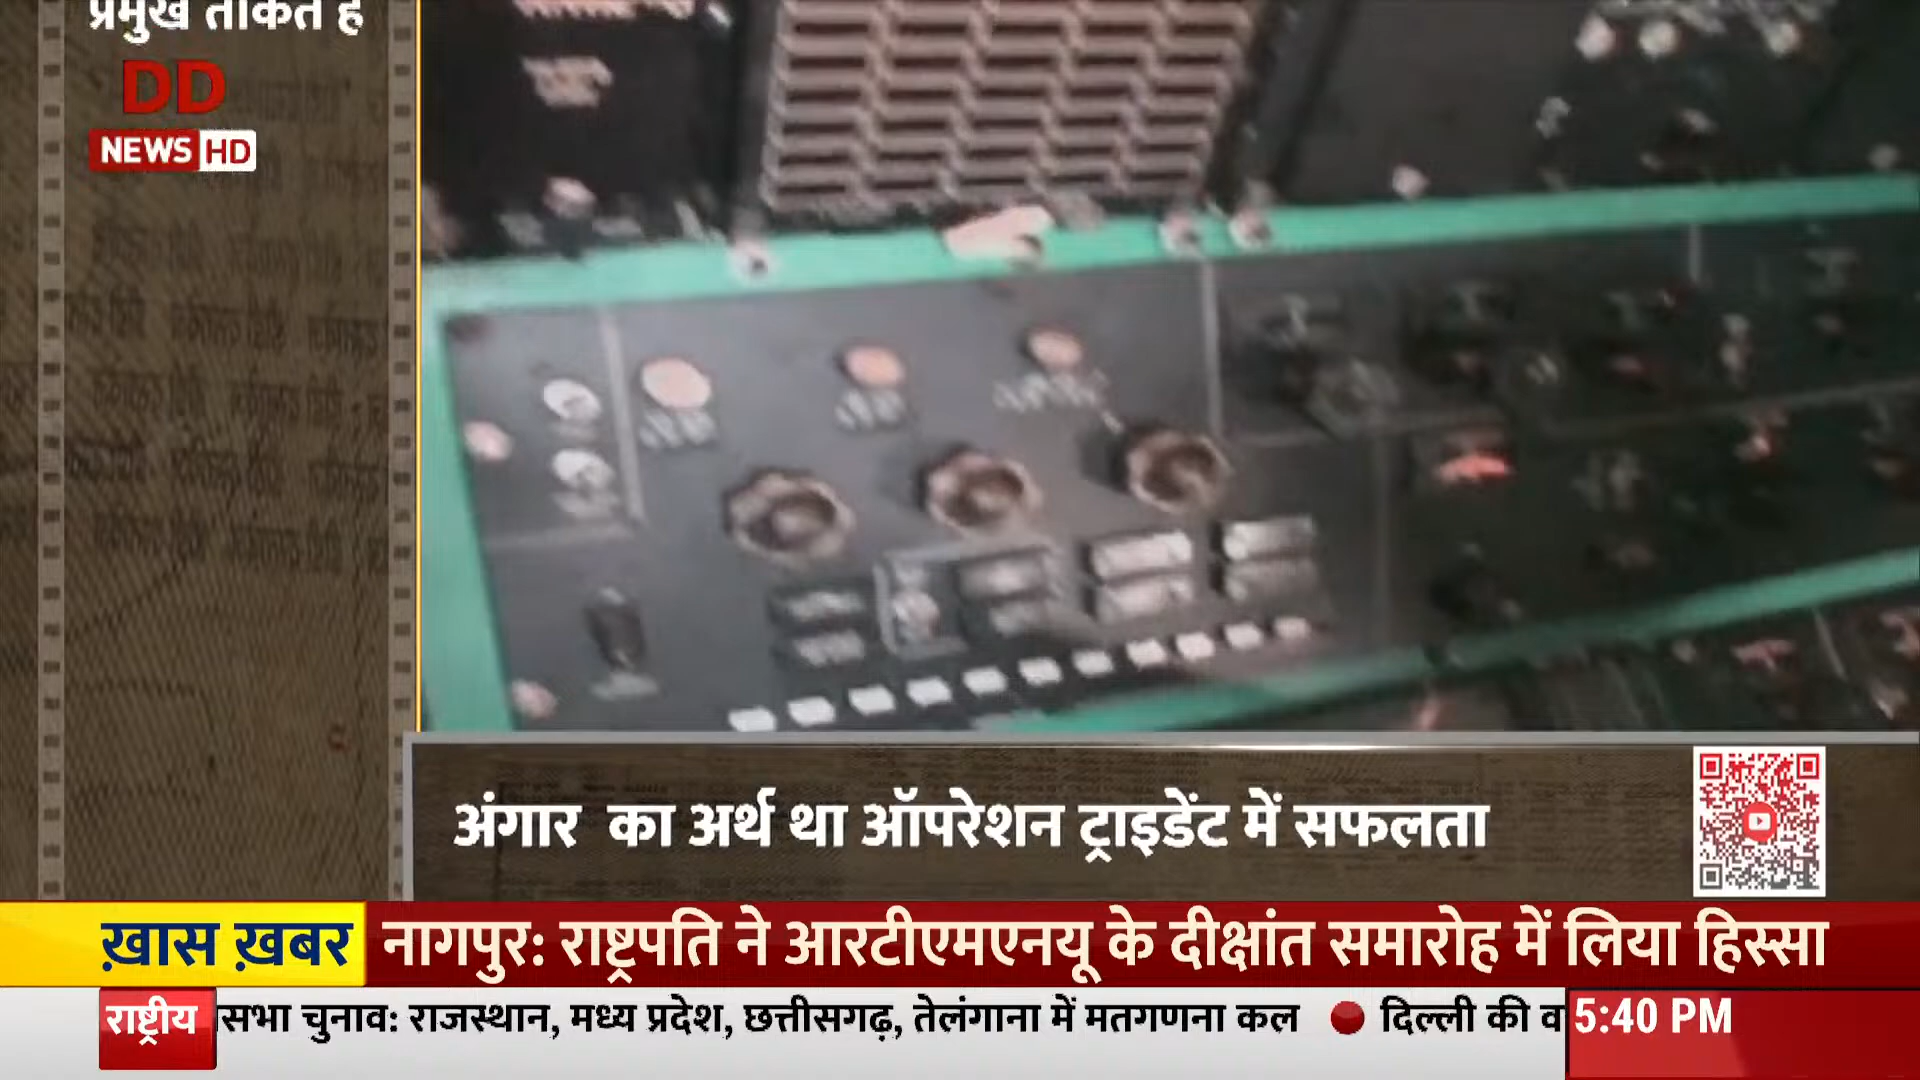 प्रमुख ताकत है
DD
NEWS HD
अंगार का अर्थ था ऑपरेशन ट्राइडेंट में सफलता
ख़ास ख़बर
नागपुर: राष्ट्रपति ने आरटीएमएनयू के दीक्षांत समारोह में लिया हिस्सा
राष्ट्रीय
सभा चुनाव: राजस्थान, मध्य प्रदेश, छत्तीसगढ़, तेलंगाना में मतगणना कल
दिल्ली की
5:40 PM